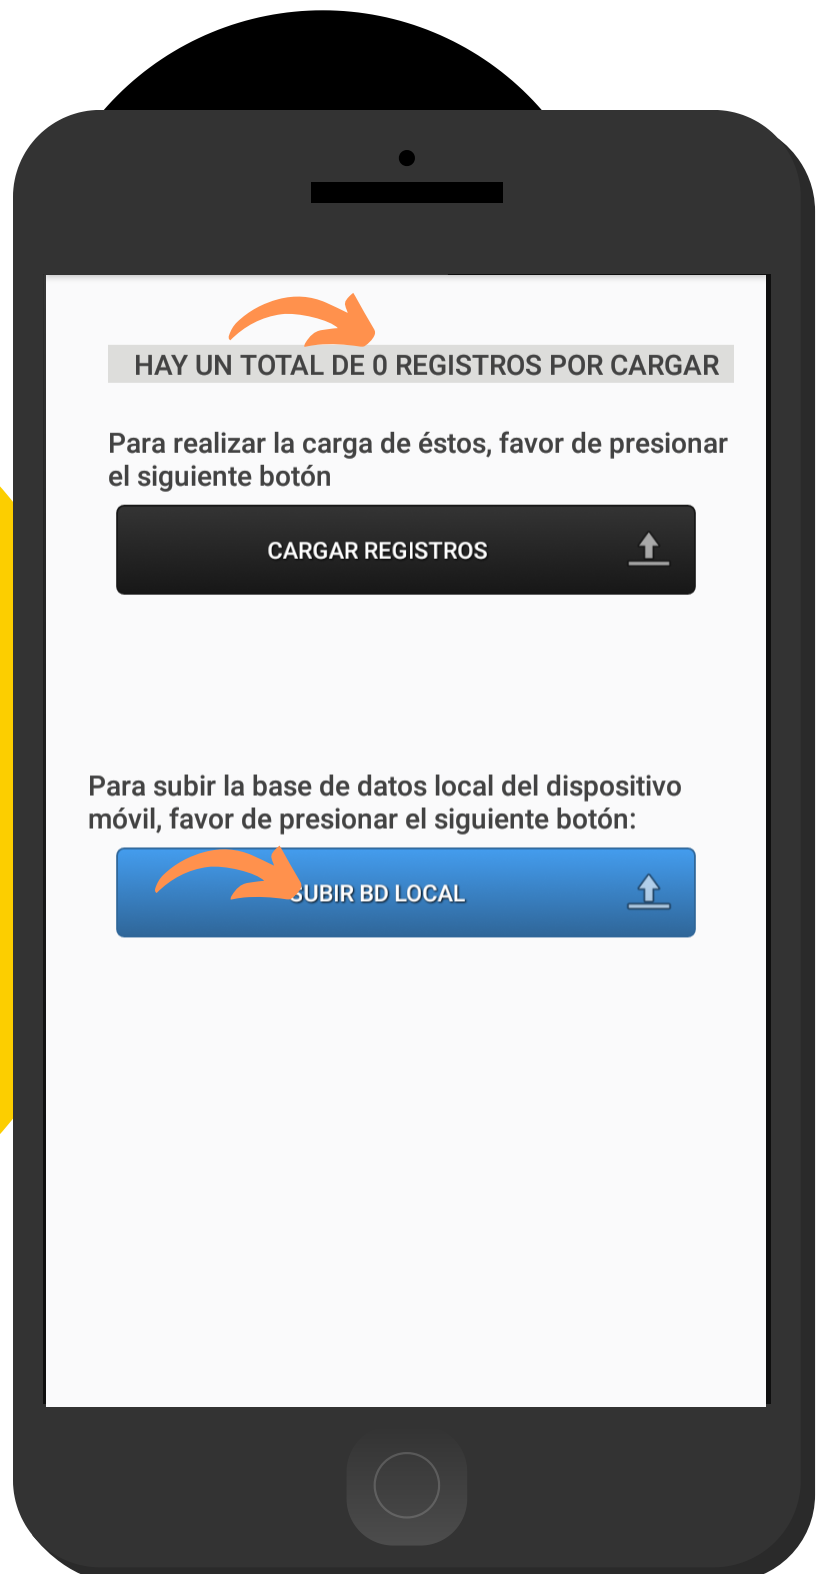 HAY UN TOTAL DE 0 REGISTROS POR CARGAR
Para realizar la carga de éstos, favor de presionar
el siguiente botón
CARGAR REGISTROS
Para subir la base de datos local del dispositivo
móvil, favor de presionar el siguiente botón:
SUBIR BD LOCAL